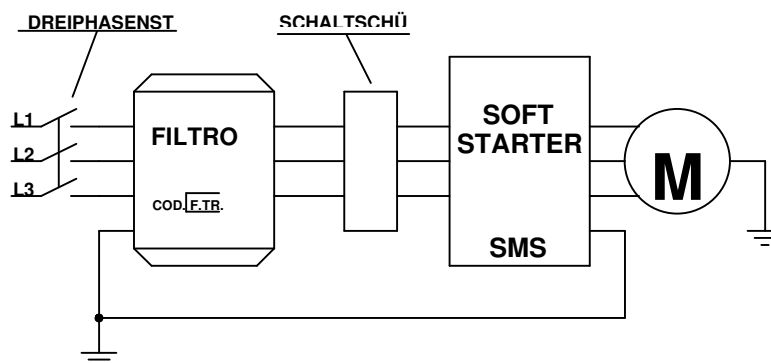 DREIPHASENST
SCHALTSCHÜ
L1
L2
L3
FILTRO
COD. F.TR.
SOFT
STARTER
SMS
M